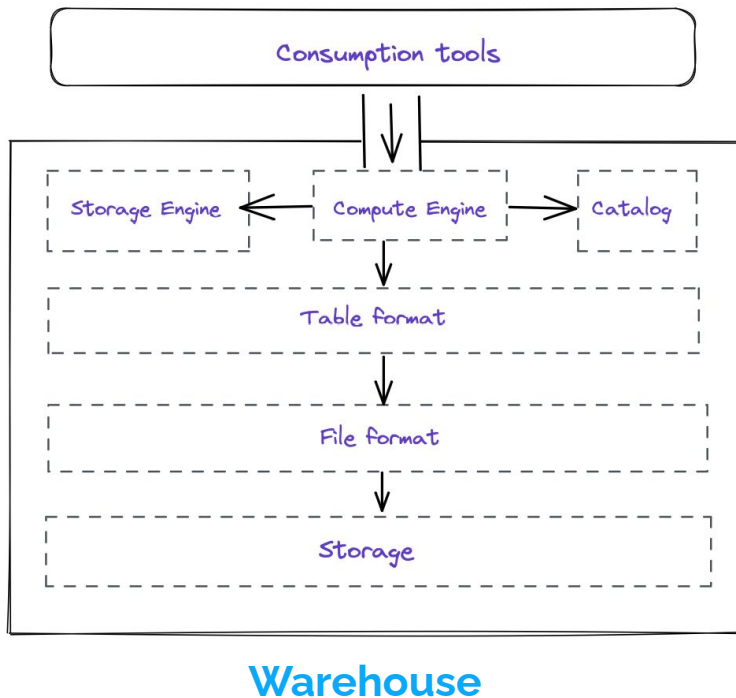 Consumption tools
Storage Engine
Compute Engine
Catalog
Table format
File format
Storage
Warehouse